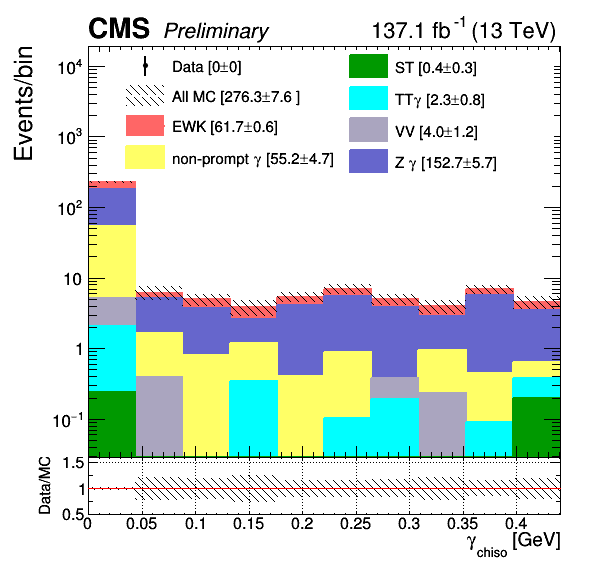 CMS Preliminary 137.1 fb⁻¹ (13 TeV)
Events/bin
10⁴
10³
10²
10
1
10⁻¹
Data [0±0]
All MC [276.3±7.6 ]
EWK [61.7±0.6]
non-prompt γ [55.2±4.7]
ST [0.4±0.3]
TTγ [2.3±0.8]
VV [4.0±1.2]
Z γ [152.7±5.7]
Data/MC
1.5
1
0.5
0 0.05 0.1 0.15 0.2 0.25 0.3 0.35 0.4
γchiso [GeV]